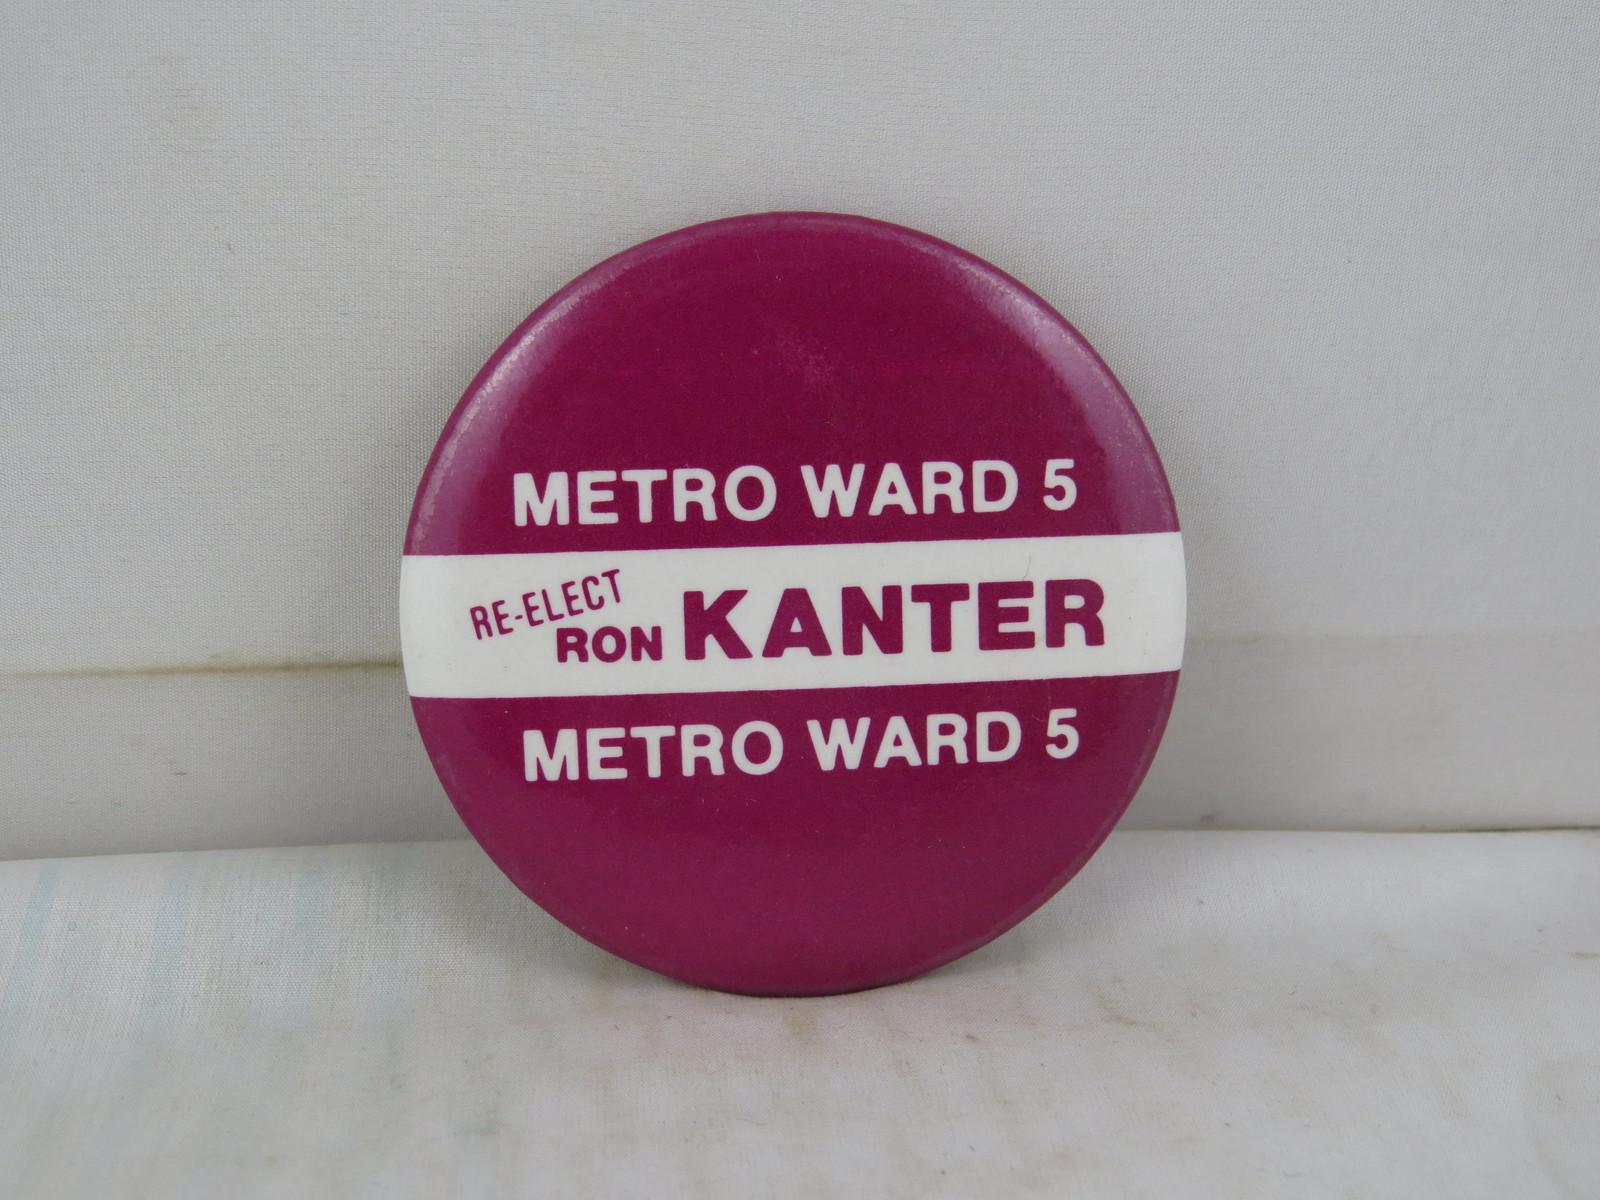 METRO WARD 5
RE-ELECT
RON KANTER
METRO WARD 5